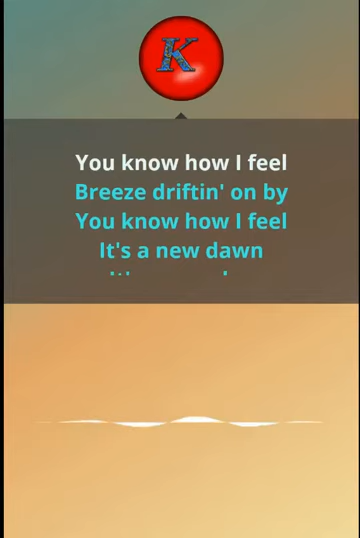 K
You know how I feel
Breeze driftin' on by
You know how I feel
It's a new dawn